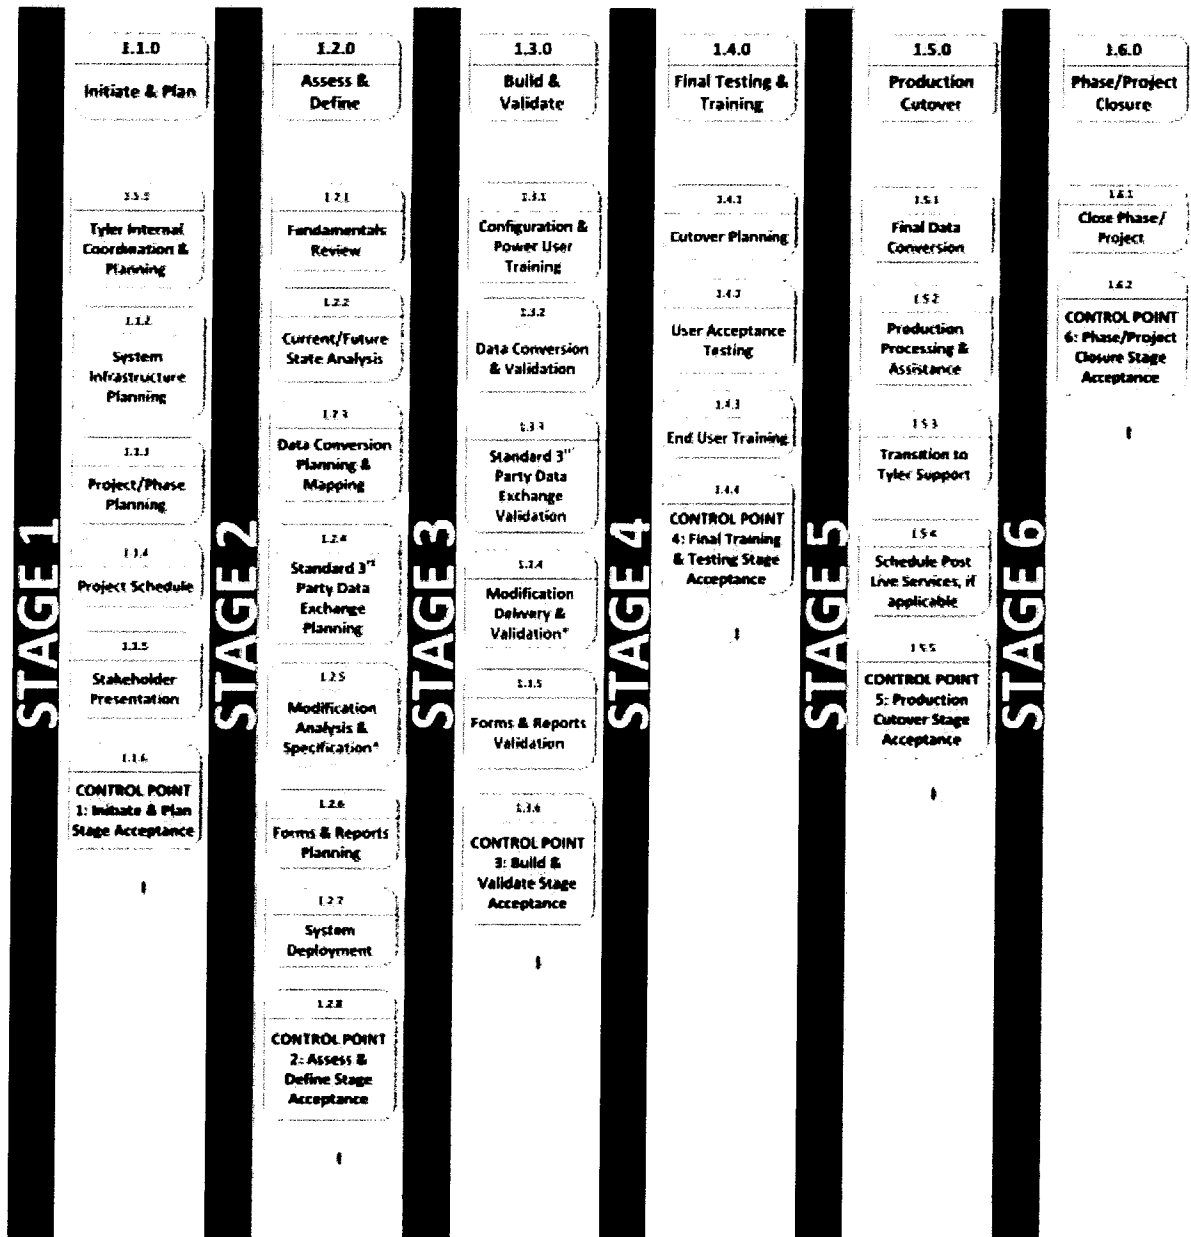 STAGE 1
1.1.0
Initiate & Plan
Tyler Internal
Coordination &
Planning
1.1.2
System
Infrastructure
Planning
1.1.3
Project/Phase
Planning
1.1.4
Project Schedule
1.1.5
Stakeholder
Presentation
1.1.6
CONTROL POINT
1: Initiate & Plan
Stage Acceptance
STAGE 2
1.2.0
Assess &
Define
1.2.1
Fundamentals
Review
1.2.2
Current/Future
State Analysis
1.2.3
Data Conversion
Planning &
Mapping
1.2.4
Standard 3rd
Party Data
Exchange
Planning
1.2.5
Modification
Analysis &
Specification*
1.2.6
Forms & Reports
Planning
1.2.7
System
Deployment
1.2.8
CONTROL POINT
2: Assess &
Define Stage
Acceptance
STAGE 3
1.3.0
Build &
Validate
1.3.1
Configuration &
Power User
Training
1.3.2
Data Conversion
& Validation
1.3.3
Standard 3rd
Party Data
Exchange
Validation
1.3.4
Modification
Delivery &
Validation*
1.3.5
Forms & Reports
Validation
1.3.6
CONTROL POINT
3: Build &
Validate Stage
Acceptance
STAGE 4
1.4.0
Final Testing &
Training
1.4.1
Cutover Planning
1.4.2
User Acceptance
Testing
1.4.3
End User Training
1.4.4
CONTROL POINT
4: Final Training
& Testing Stage
Acceptance
STAGE 5
1.5.0
Production
Cutover
1.5.1
Final Data
Conversion
1.5.2
Production
Processing &
Assistance
1.5.3
Transition to
Tyler Support
1.5.4
Schedule Post
Live Services, if
applicable
1.5.5
CONTROL POINT
5: Production
Cutover Stage
Acceptance
STAGE 6
1.6.0
Phase/Project
Closure
1.6.1
Close Phase/
Project
1.6.2
CONTROL POINT
6: Phase/Project
Closure Stage
Acceptance